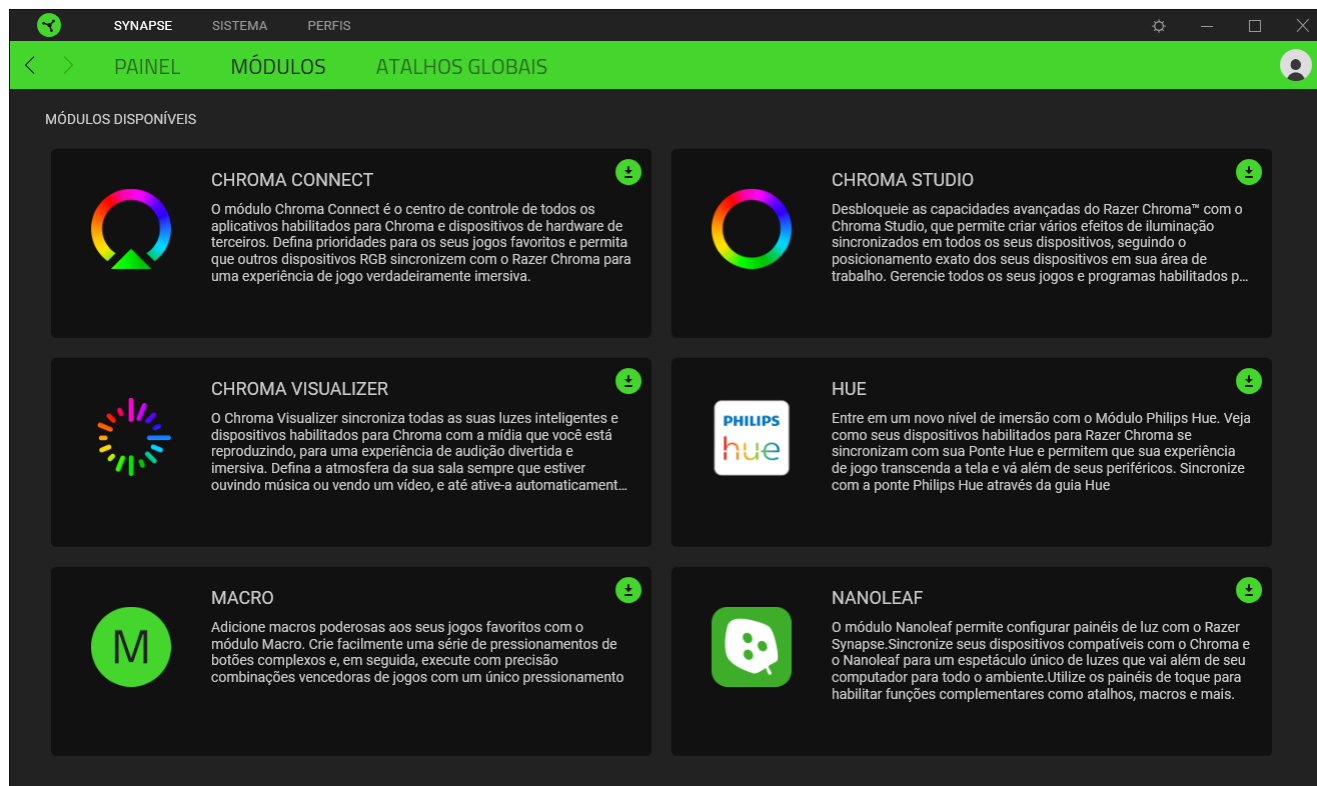 SYNAPSE SISTEMA PERFIS
PAINEL MÓDULOS ATALHOS GLOBAIS
MÓDULOS DISPONÍVEIS
CHROMA CONNECT
O módulo Chroma Connect é o centro de controle de todos os
aplicativos habilitados para Chroma e dispositivos de hardware de
terceiros. Defina prioridades para os seus jogos favoritos e permita
que outros dispositivos RGB sincronizem com o Razer Chroma para
uma experiência de jogo verdadeiramente imersiva.
CHROMA STUDIO
Desbloqueie as capacidades avançadas do Razer Chroma™ com o
Chroma Studio, que permite criar vários efeitos de iluminação
sincronizados em todos os seus dispositivos, seguindo o
posicionamento exato dos seus dispositivos em sua área de
trabalho. Gerencie todos os seus jogos e programas habilitados p...
CHROMA VISUALIZER
O Chroma Visualizer sincroniza todas as suas luzes inteligentes e
dispositivos habilitados para Chroma com a mídia que você está
reproduzindo, para uma experiência de audição divertida e
imersiva. Defina a atmosfera da sua sala sempre que estiver
ouvindo música ou vendo um vídeo, e até ative-a automaticament...
PHILIPS
hue
HUE
Entre em um novo nível de imersão com o Módulo Philips Hue. Veja
como seus dispositivos habilitados para Razer Chroma se
sincronizam com sua Ponte Hue e permitem que sua experiência
de jogo transcenda a tela e vá além de seus periféricos. Sincronize
com a ponte Philips Hue através da guia Hue
M
MACRO
Adicione macros poderosas aos seus jogos favoritos com o
módulo Macro. Crie facilmente uma série de pressionamentos de
botões complexos e, em seguida, execute com precisão
combinações vencedoras de jogos com um único pressionamento
NANOLEAF
O módulo Nanoleaf permite configurar painéis de luz com o Razer
Synapse.Sincronize seus dispositivos compatíveis com o Chroma e
o Nanoleaf para um espetáculo único de luzes que vai além de seu
computador para todo o ambiente.Utilize os painéis de toque para
habilitar funções complementares como atalhos, macros e mais.